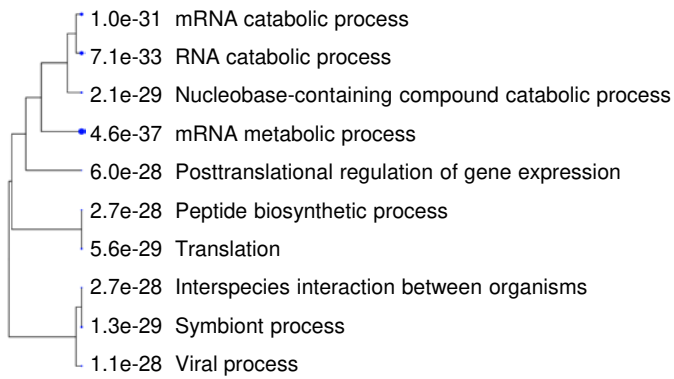 1.0e-31 mRNA catabolic process
7.1e-33 RNA catabolic process
2.1e-29 Nucleobase-containing compound catabolic process
4.6e-37 mRNA metabolic process
6.0e-28 Posttranslational regulation of gene expression
2.7e-28 Peptide biosynthetic process
5.6e-29 Translation
2.7e-28 Interspecies interaction between organisms
1.3e-29 Symbiont process
1.1e-28 Viral process